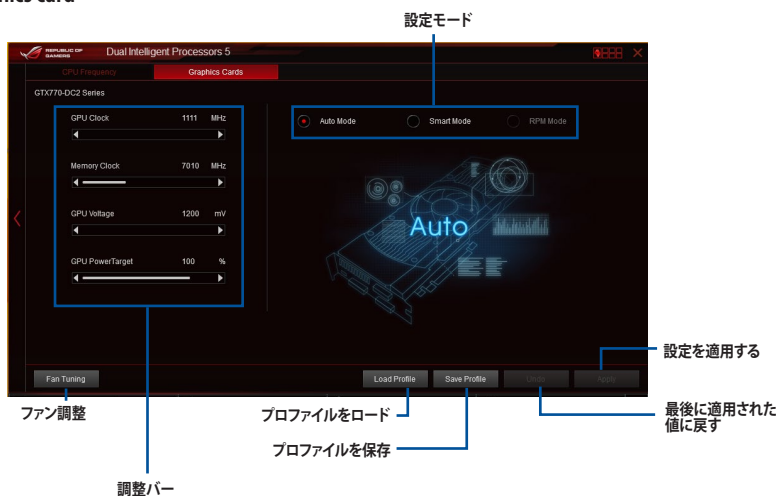 設定モード
REPUBLIC OF
GAMERS
Dual Intelligent Processors 5
CPU Frequency
Graphics Cards
GTX770-DC2 Series
GPU Clock 1111 MHz
Memory Clock 7010 MHz
GPU Voltage 1200 mV
GPU PowerTarget 100 %
Auto Mode
Smart Mode
RPM Mode
Auto
Fan Tuning
Load Profile
Save Profile
Undo
Apply
設定を適用する
ファン調整
プロファイルをロード
プロファイルを保存
最後に適用された
値に戻す
調整バー